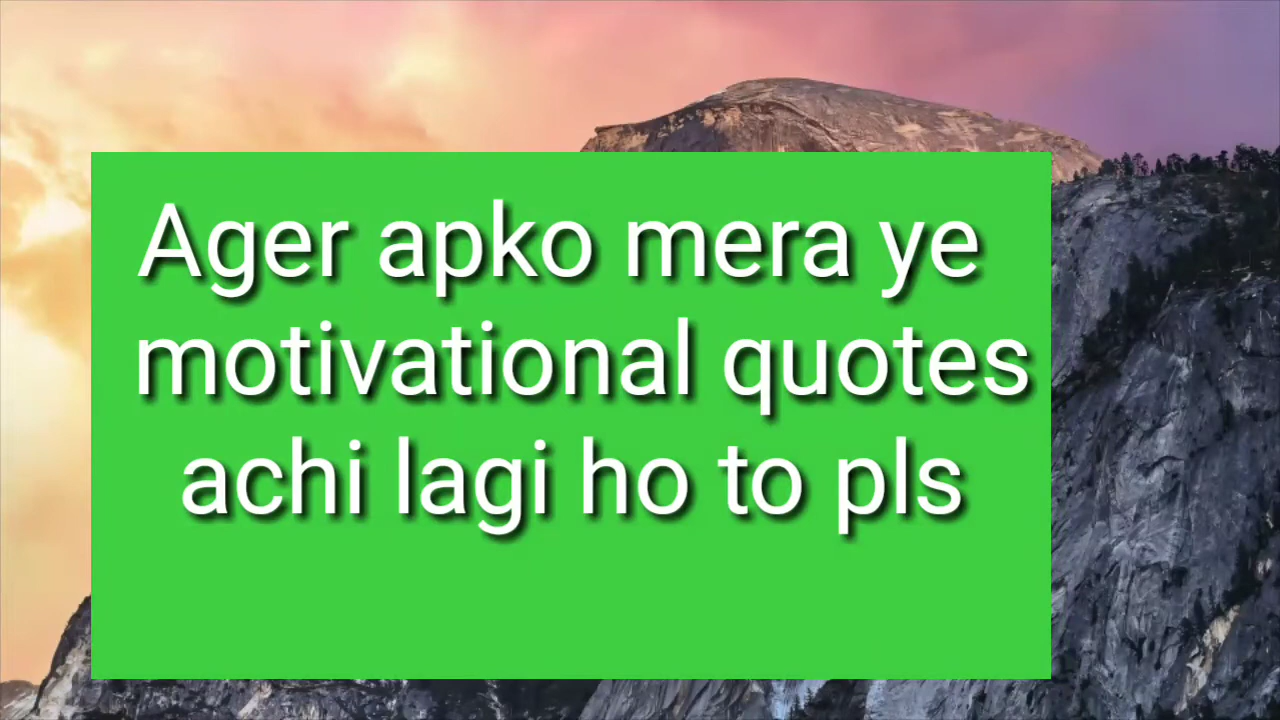 Ager apko mera ye
motivational quotes
achi lagi ho to pls